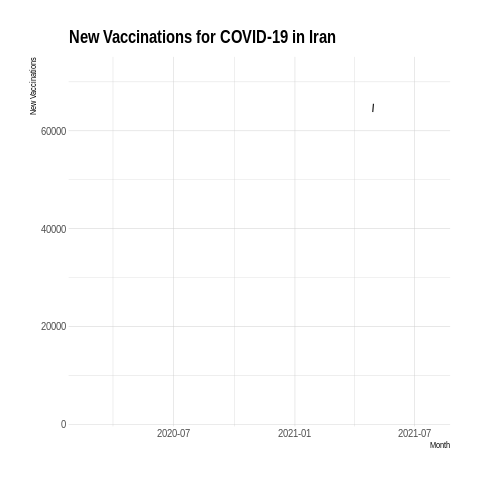 New Vaccinations for COVID-19 in Iran
New Vaccinations
60000
40000
20000
0
2020-07
2021-01
2021-07
Month